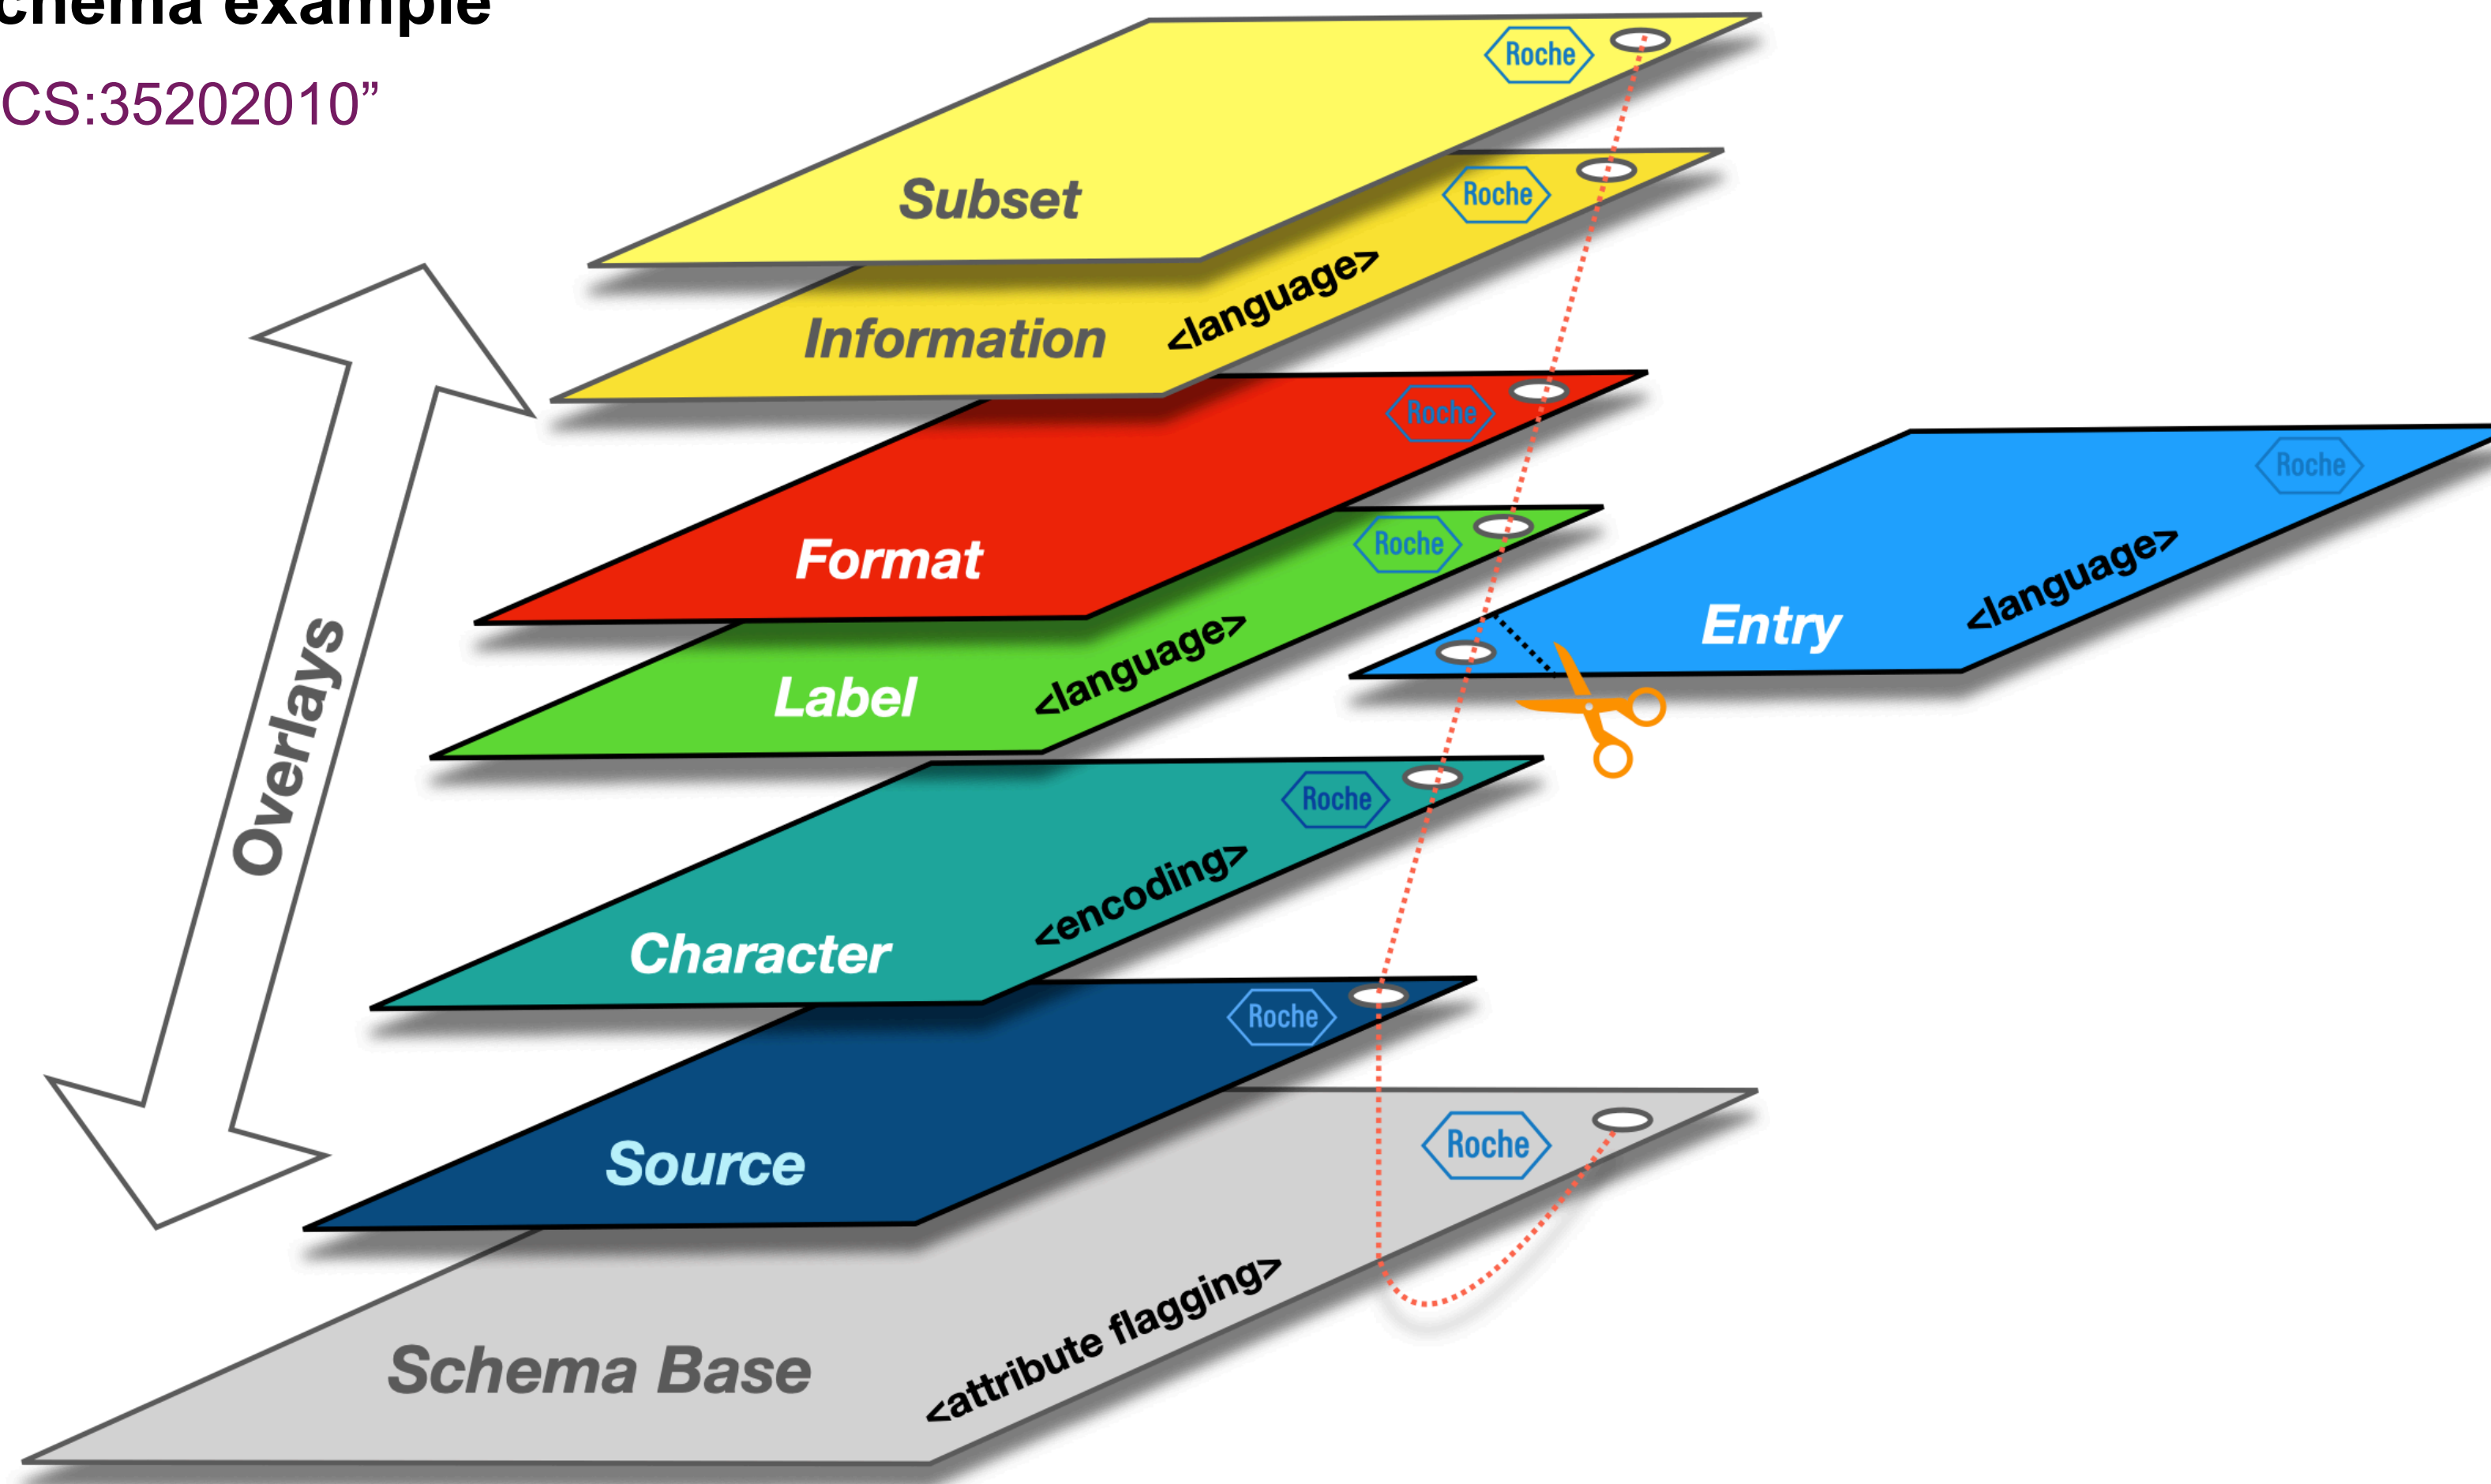 chema example
CS:35202010”
Roche
Subset
Roche
Information
<language>
Roche
Format
Roche
Label
<language>
Roche
Entry
<language>
Overlays
Roche
Character
<encoding>
Roche
Source
Roche
Schema Base
<attribute flagging>